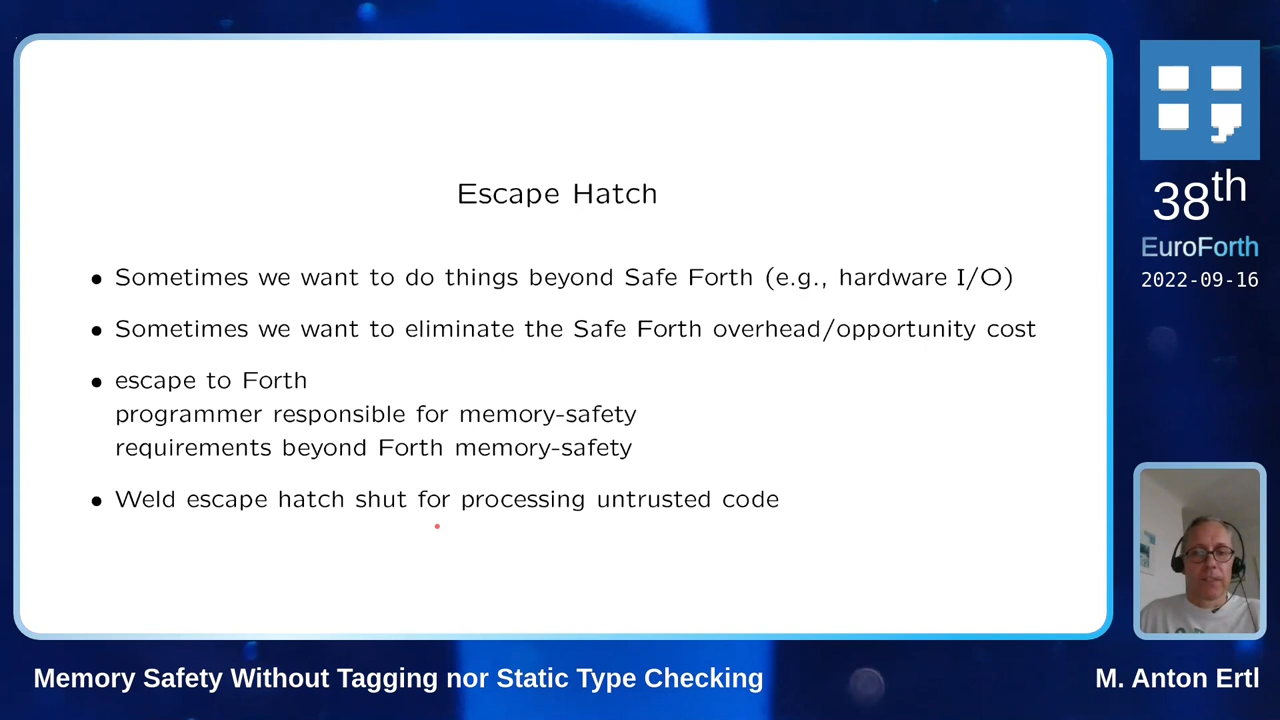 Escape Hatch
• Sometimes we want to do things beyond Safe Forth (e.g., hardware I/O)
• Sometimes we want to eliminate the Safe Forth overhead/opportunity cost
• escape to Forth
programmer responsible for memory-safety
requirements beyond Forth memory-safety
• Weld escape hatch shut for processing untrusted code
38th
EuroForth
2022-09-16
Memory Safety Without Tagging nor Static Type Checking
M. Anton Ertl